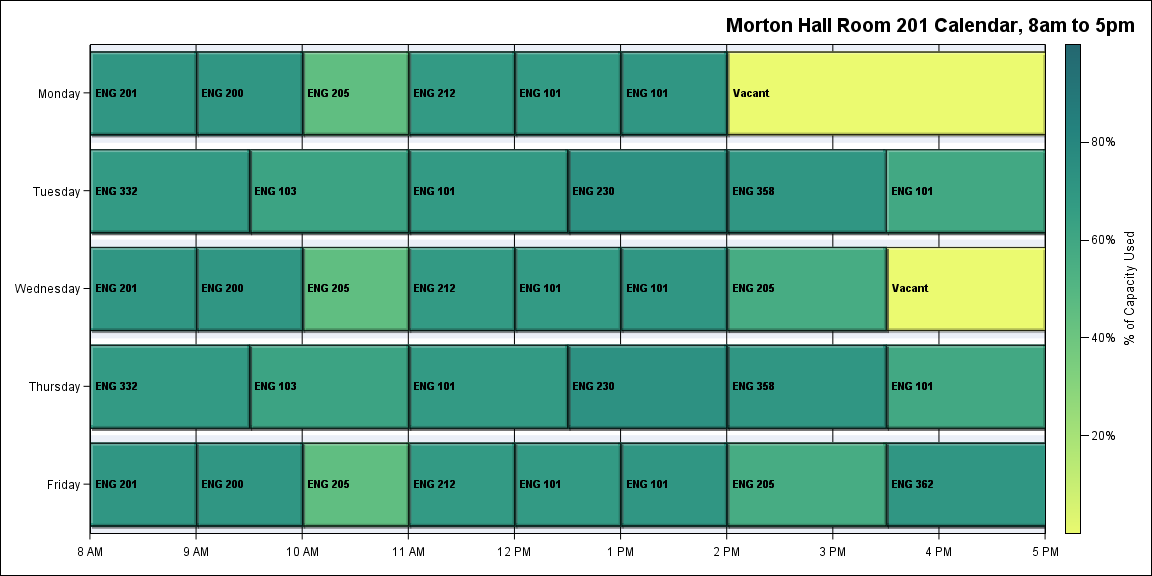 Morton Hall Room 201 Calendar, 8am to 5pm
Monday
ENG 201
ENG 200
ENG 205
ENG 212
ENG 101
ENG 101
Vacant
Tuesday
ENG 332
ENG 103
ENG 101
ENG 230
ENG 358
ENG 101
Wednesday
ENG 201
ENG 200
ENG 205
ENG 212
ENG 101
ENG 101
ENG 205
Vacant
Thursday
ENG 332
ENG 103
ENG 101
ENG 230
ENG 358
ENG 101
Friday
ENG 201
ENG 200
ENG 205
ENG 212
ENG 101
ENG 101
ENG 205
ENG 362
8 AM
9 AM
10 AM
11 AM
12 PM
1 PM
2 PM
3 PM
4 PM
5 PM
80%
60%
40%
20%
% of Capacity Used